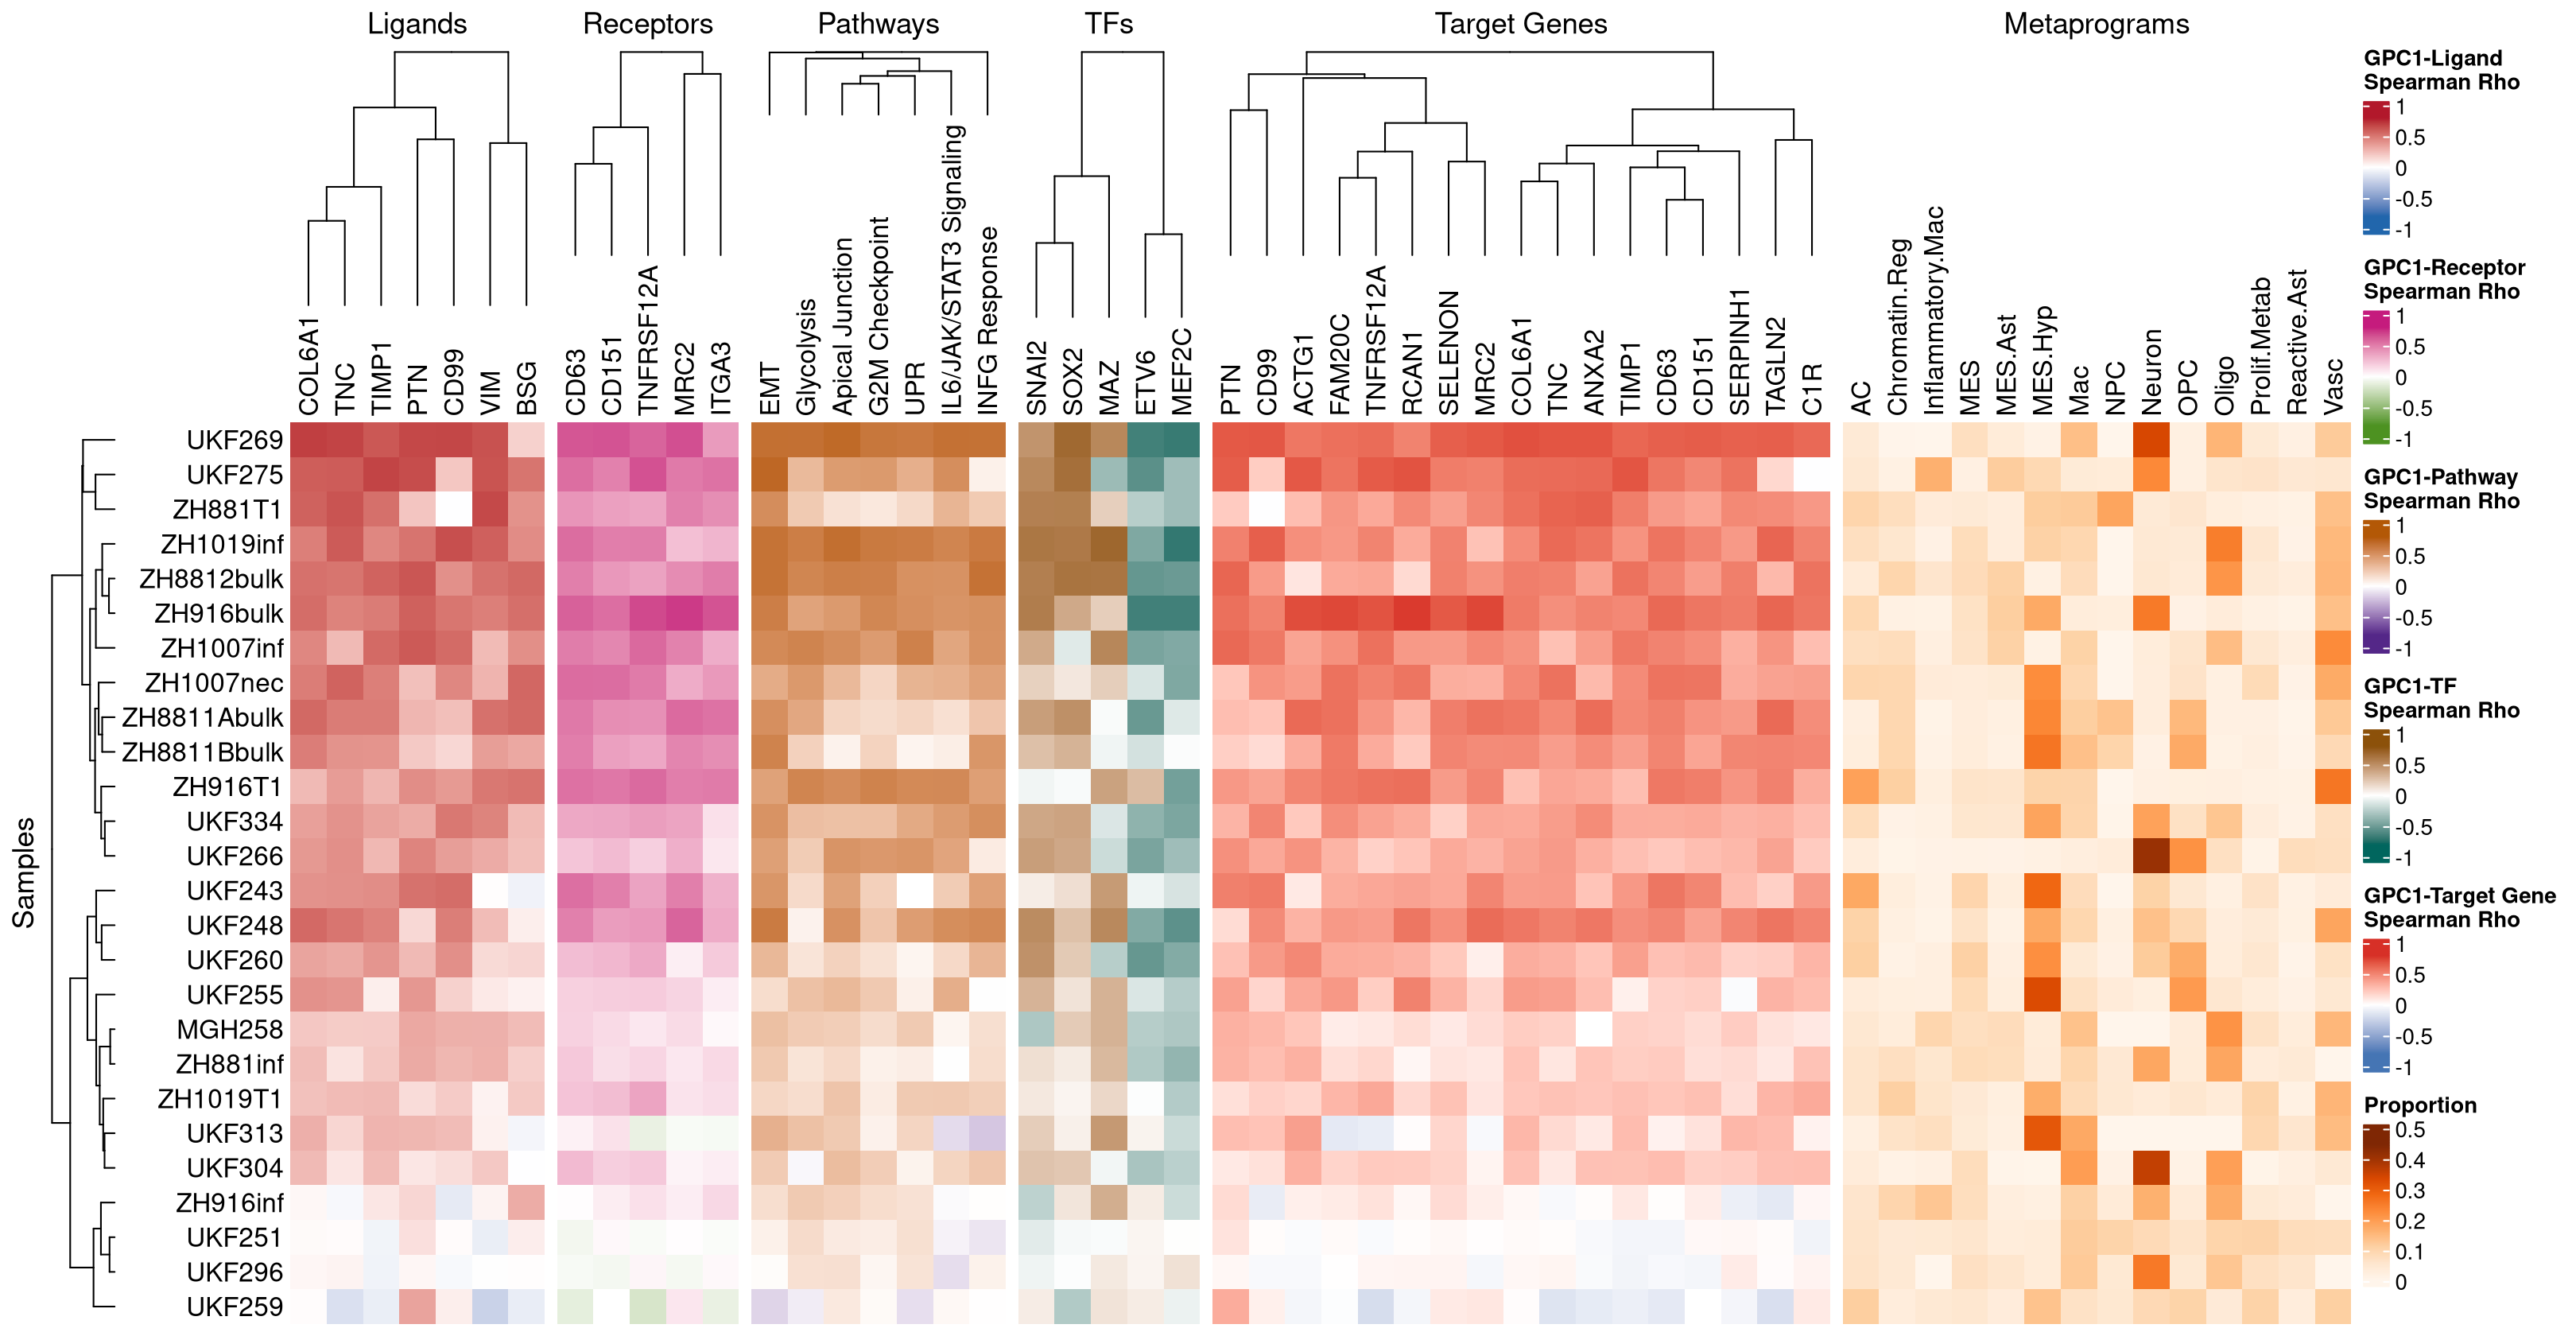 Ligands
Receptors
Pathways
TFs
Target Genes
Metaprograms
COL6A1
TNC
TIMP1
PTN
CD99
VIM
BSG
CD63
CD151
TNFRSF12A
MRC2
ITGA3
EMT
Glycolysis
Apical Junction
G2M Checkpoint
UPR
IL6/JAK/STAT3 Signaling
INFG Response
SNAI2
SOX2
MAZ
ETV6
MEF2C
PTN
CD99
ACTG1
FAM20C
TNFRSF12A
RCAN1
SELENON
MRC2
COL6A1
TNC
ANXA2
TIMP1
CD63
CD151
SERPINH1
TAGLN2
C1R
AC
Chromatin.Reg
Inflammatory.Mac
MES
MES.Ast
MES.Hyp
Mac
NPC
Neuron
OPC
Oligo
Prolif.Metab
Reactive.Ast
Vasc
Samples
UKF269
UKF275
ZH881T1
ZH1019inf
ZH8812bulk
ZH916bulk
ZH1007inf
ZH1007nec
ZH8811Abulk
ZH8811Bbulk
ZH916T1
UKF334
UKF266
UKF243
UKF248
UKF260
UKF255
MGH258
ZH881inf
ZH1019T1
UKF313
UKF304
ZH916inf
UKF251
UKF296
UKF259
GPC1-Ligand
Spearman Rho
1
0.5
0
-0.5
-1
GPC1-Receptor
Spearman Rho
1
0.5
0
-0.5
-1
GPC1-Pathway
Spearman Rho
1
0.5
0
-0.5
-1
GPC1-TF
Spearman Rho
1
0.5
0
-0.5
-1
GPC1-Target Gene
Spearman Rho
1
0.5
0
-0.5
-1
Proportion
0.5
0.4
0.3
0.2
0.1
0